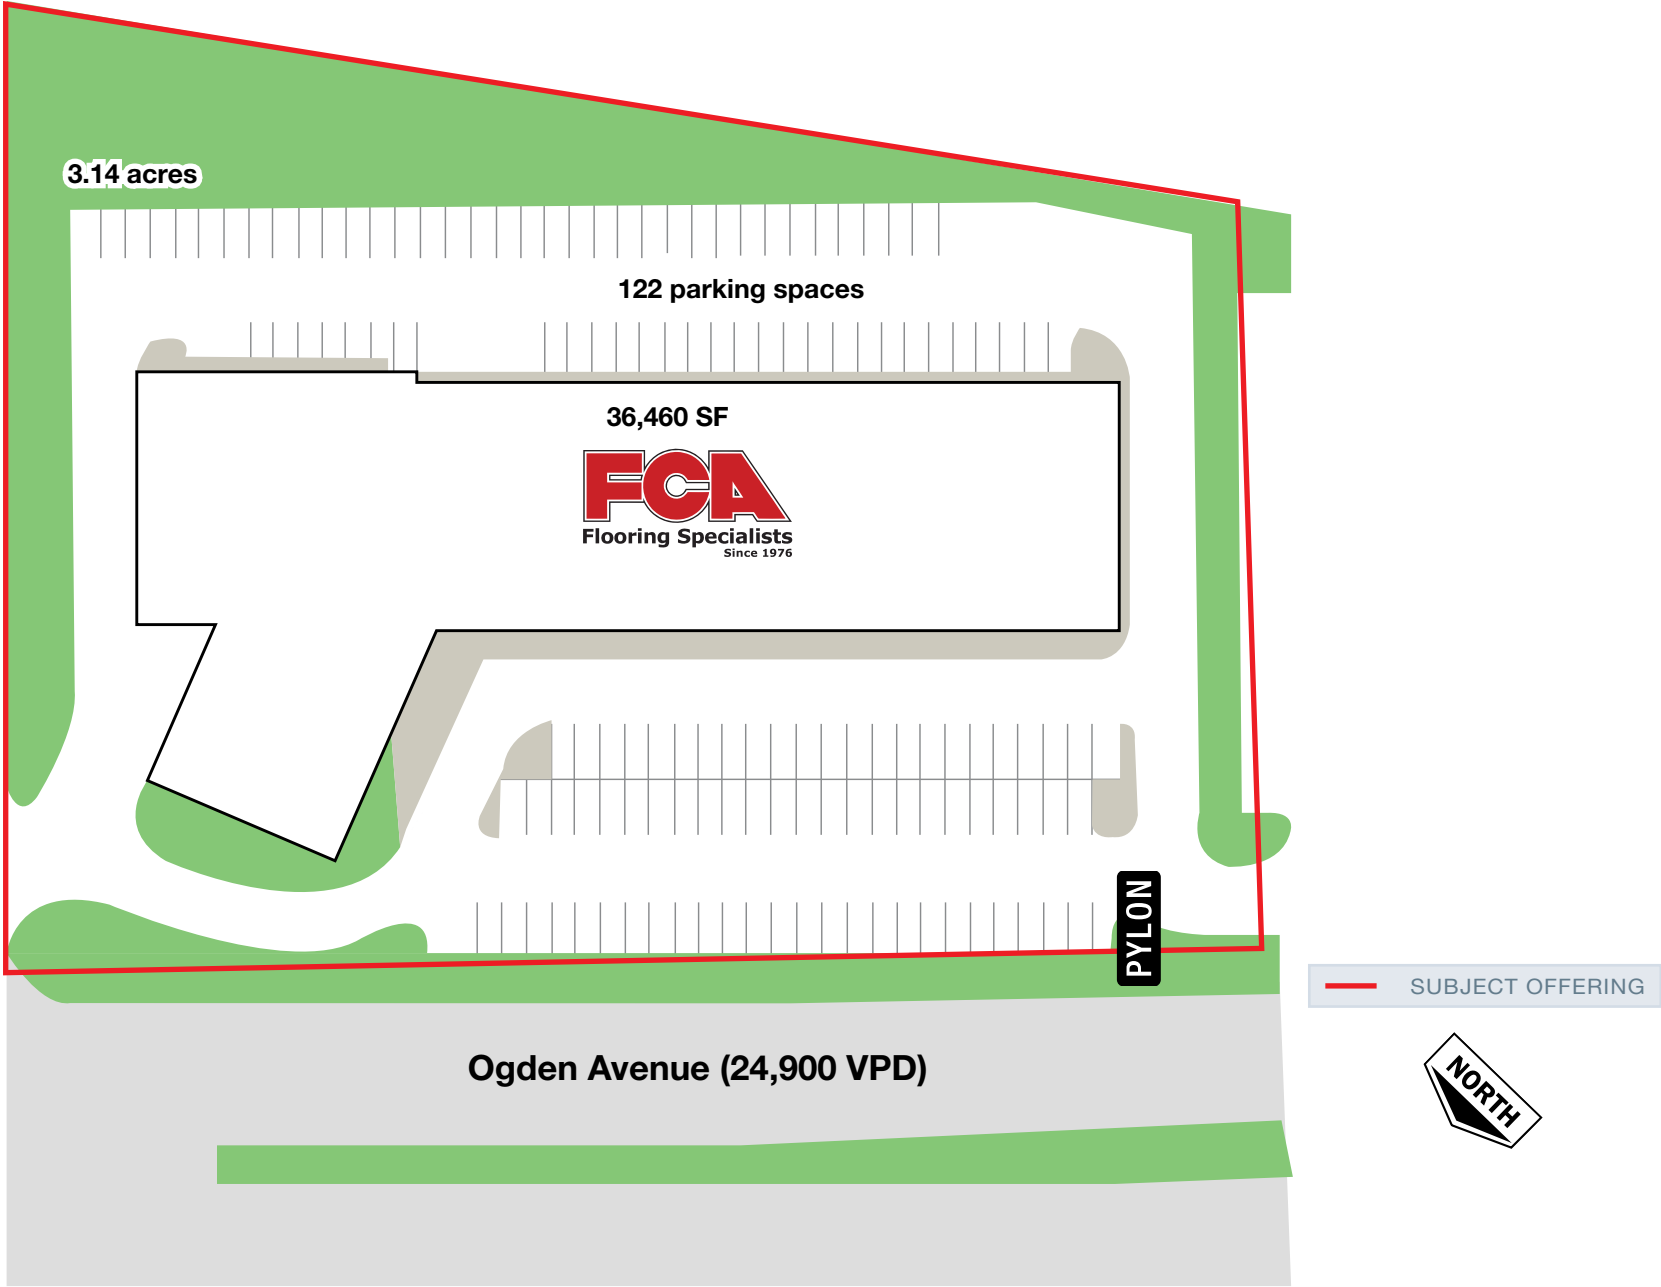 3.14 acres
122 parking spaces
36,460 SF
FCA
Flooring Specialists
Since 1976
PYLON
SUBJECT OFFERING
Ogden Avenue (24,900 VPD)
NORTH